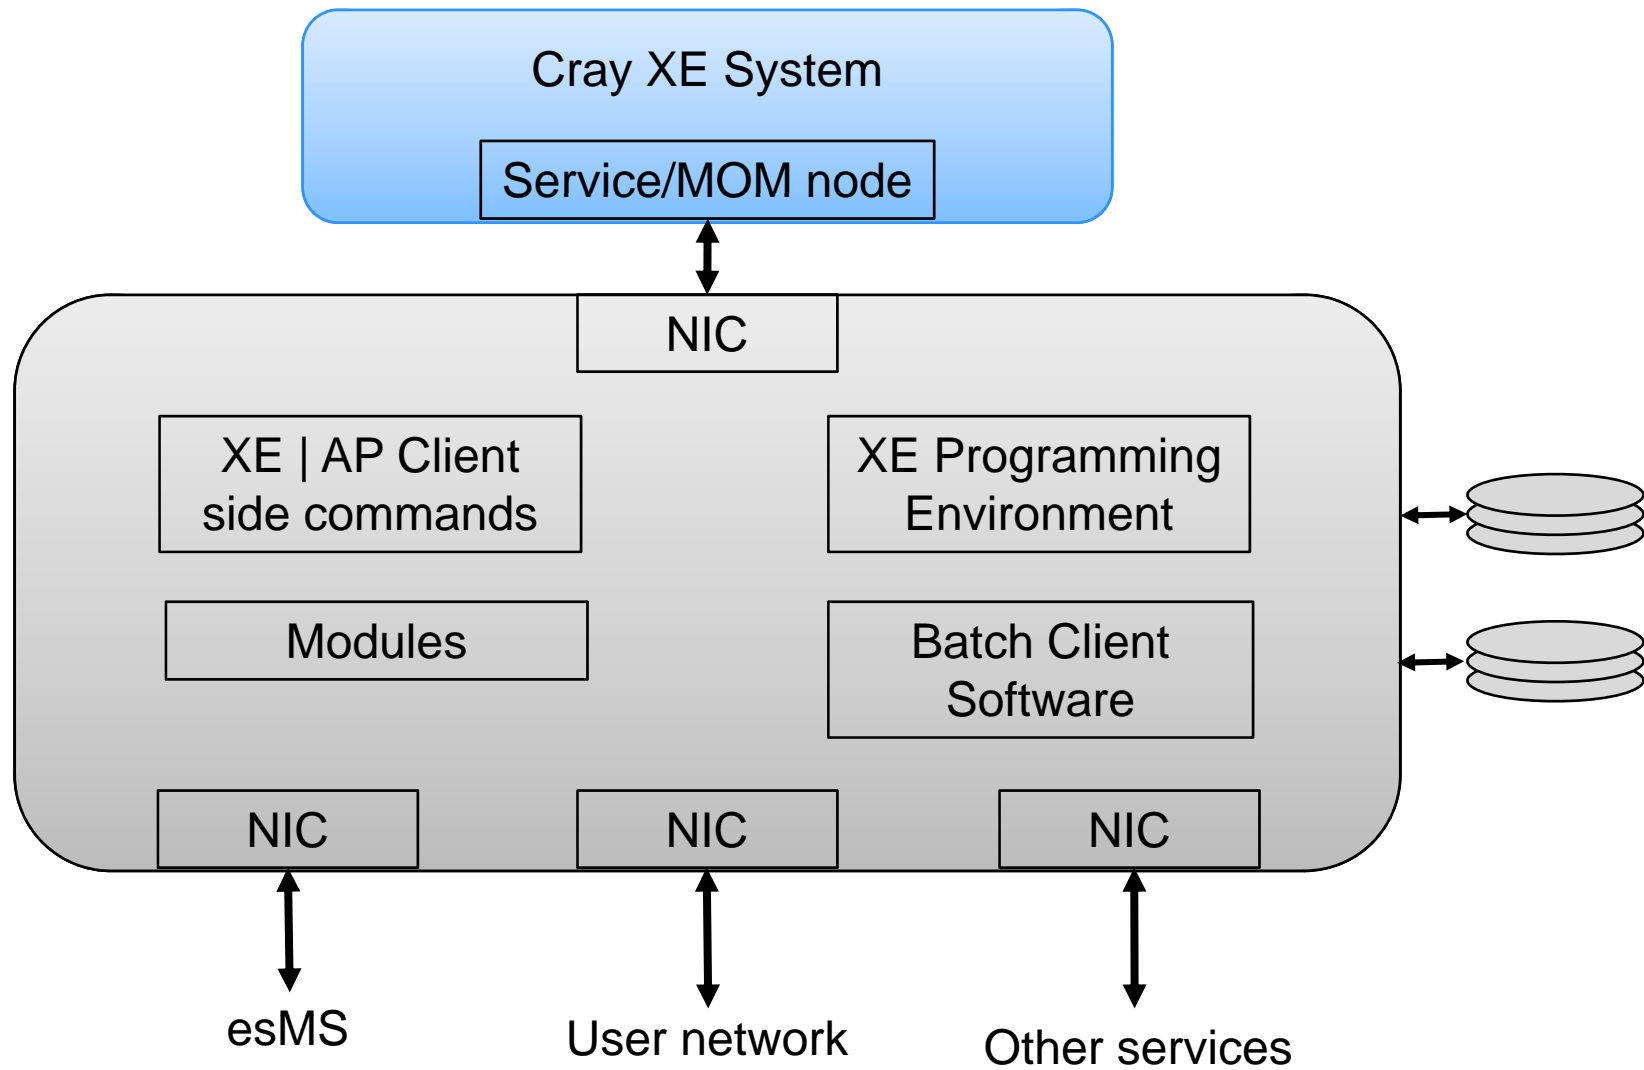 Cray XE System
Service/MOM node
NIC
XE | AP Client
side commands
XE Programming
Environment
Modules
Batch Client
Software
NIC
NIC
NIC
esMS
User network
Other services